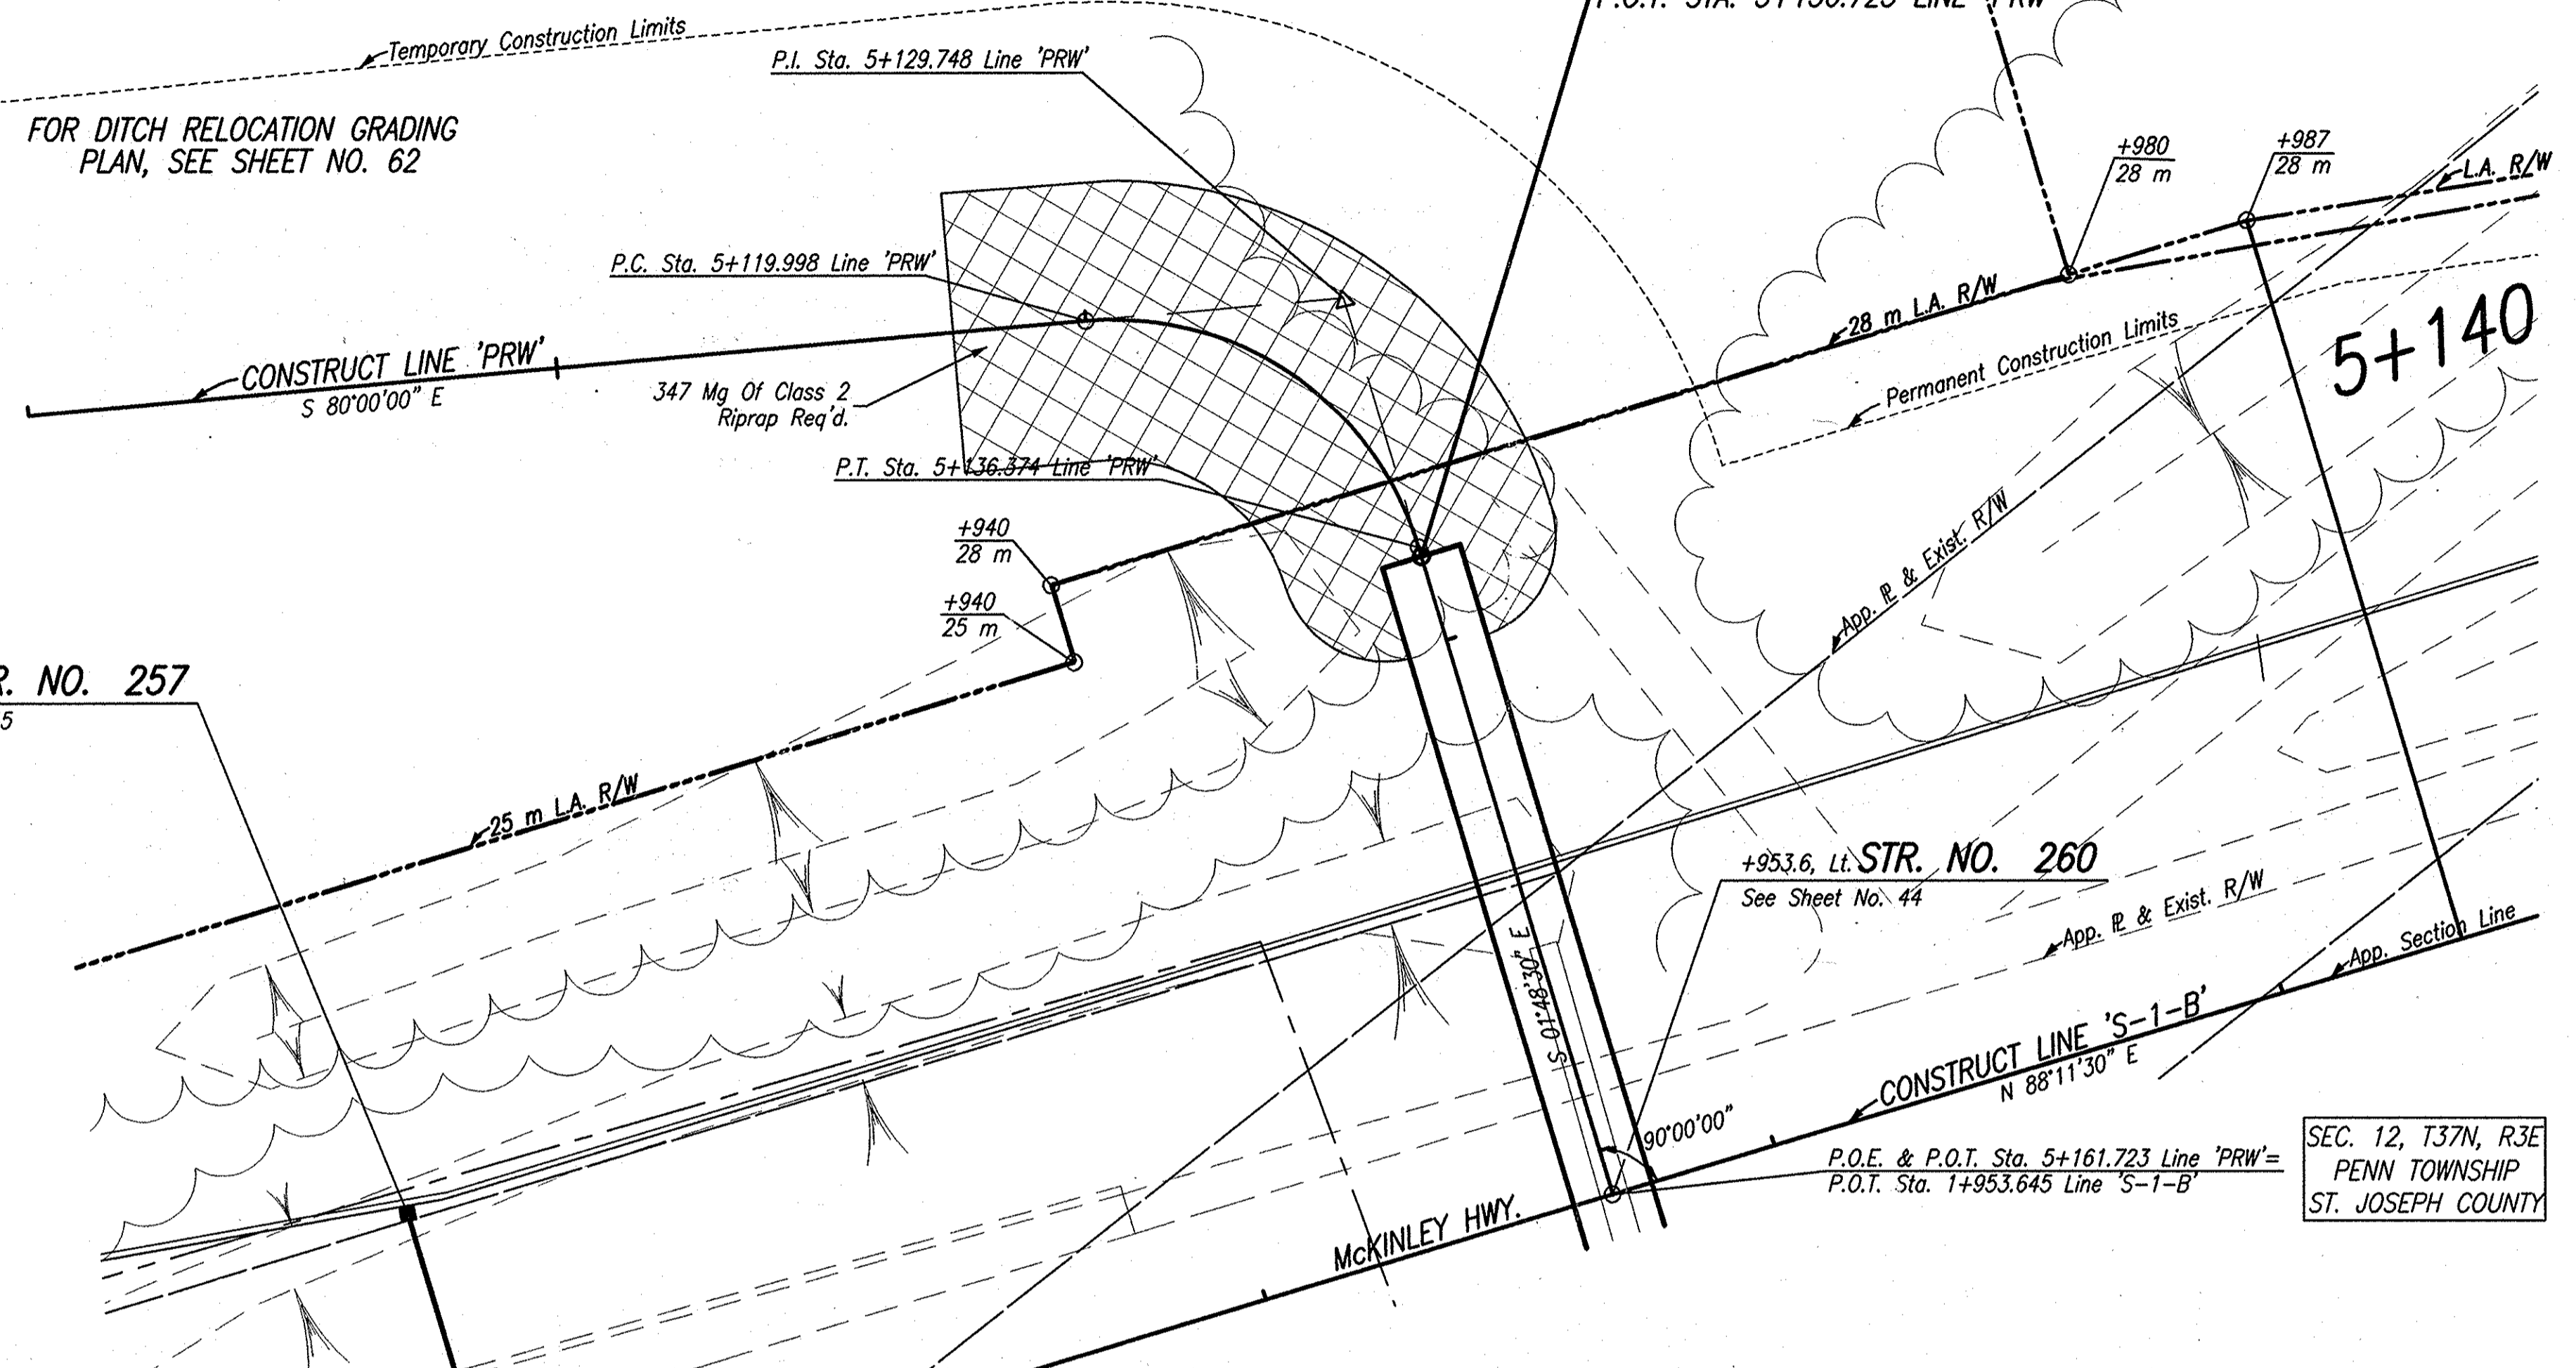 Temporary Construction Limits
P.I. Sta. 5+129.748 Line 'PRW'
FOR DITCH RELOCATION GRADING
PLAN, SEE SHEET NO. 62
+980
28 m
+987
28 m
L.A. R/W
P.C. Sta. 5+119.998 Line 'PRW'
28 m L.A. R/W
Permanent Construction Limits
5+140
CONSTRUCT LINE 'PRW'
S 80°00'00" E
347 Mg Of Class 2
Riprap Req'd.
P.T. Sta. 5+136.374 Line 'PRW'
+940
28 m
+940
25 m
App. ℙL & Exist. R/W
NO. 257
5
25 m L.A. R/W
+953.6, Lt. STR. NO. 260
See Sheet No. 44
App. ℙL & Exist. R/W
App. Section Line
S 01°48'30" E
CONSTRUCT LINE 'S-1-B'
N 88°11'30" E
90°00'00"
P.O.E. & P.O.T. Sta. 5+161.723 Line 'PRW'=
P.O.T. Sta. 1+953.645 Line 'S-1-B'
McKINLEY HWY.
SEC. 12, T37N, R3E
PENN TOWNSHIP
ST. JOSEPH COUNTY